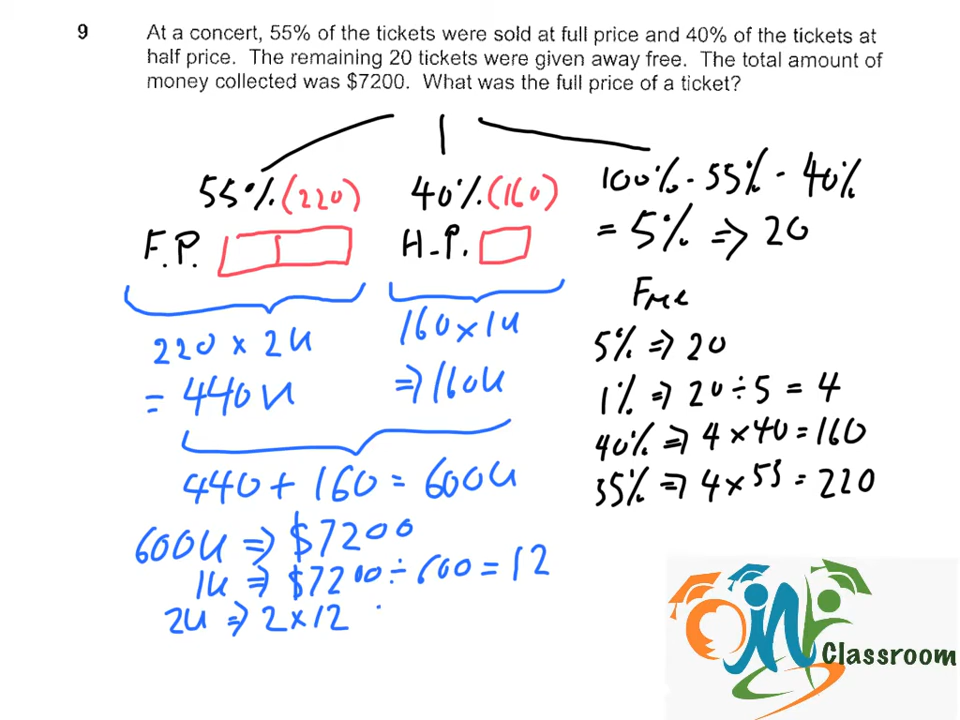 9 At a concert, 55% of the tickets were sold at full price and 40% of the tickets at
half price. The remaining 20 tickets were given away free. The total amount of
money collected was $7200. What was the full price of a ticket?
55% (220)
F.P.
220 x 2u
= 440u
40% (160)
H.P.
160 x 1u
⇒ 160u
440 + 160 = 600u
600u ⇒ $7200
1u ⇒ $7200 ÷ 600 = 12
2u ⇒ 2 x 12
100% - 55% - 40%
= 5% ⇒ 20
Free
5% ⇒ 20
1% ⇒ 20 ÷ 5 = 4
40% ⇒ 4 x 40 = 160
55% ⇒ 4 x 55 = 220
Classroom